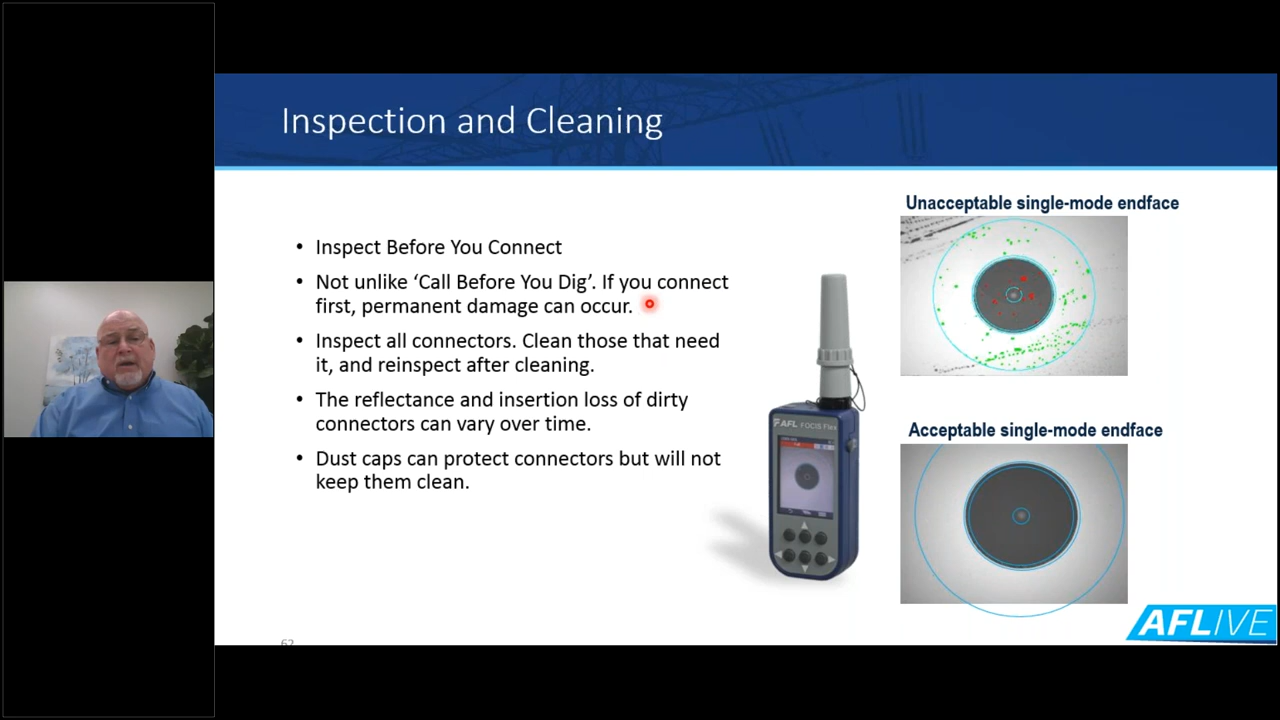 Inspection and Cleaning
• Inspect Before You Connect
• Not unlike ‘Call Before You Dig’. If you connect
first, permanent damage can occur.
• Inspect all connectors. Clean those that need
it, and reinspect after cleaning.
• The reflectance and insertion loss of dirty
connectors can vary over time.
• Dust caps can protect connectors but will not
keep them clean.
AFL FOCIS Flex
Unacceptable single-mode endface
Acceptable single-mode endface
AFLIVE
62